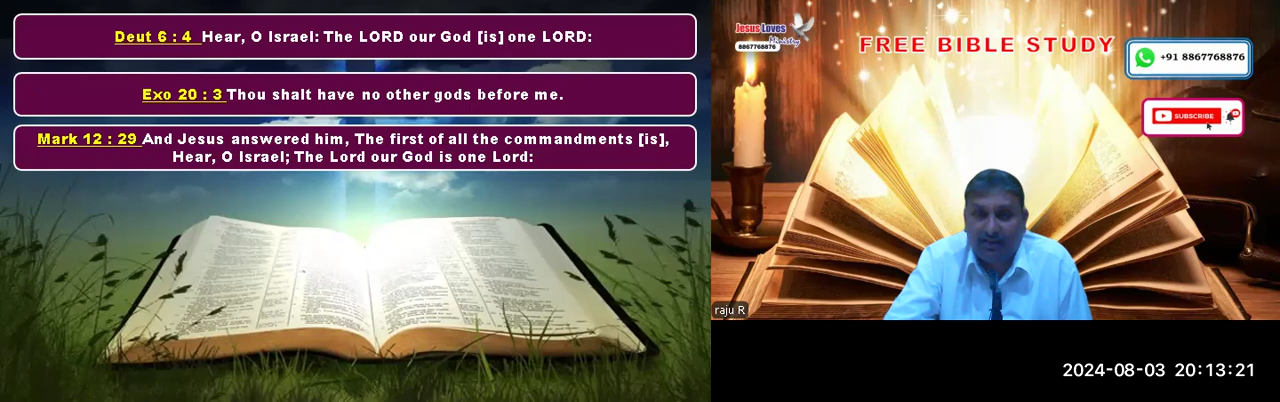 Deut 6 : 4 Hear, O Israel: The LORD our God [is] one LORD:
Exo 20 : 3 Thou shalt have no other gods before me.
Mark 12 : 29 And Jesus answered him, The first of all the commandments [is],
Hear, O Israel; The Lord our God is one Lord:
Jesus Loves
Ministry
8867768876
FREE BIBLE STUDY
+91 8867768876
SUBSCRIBE
raju R
2024-08-03 20:13:21